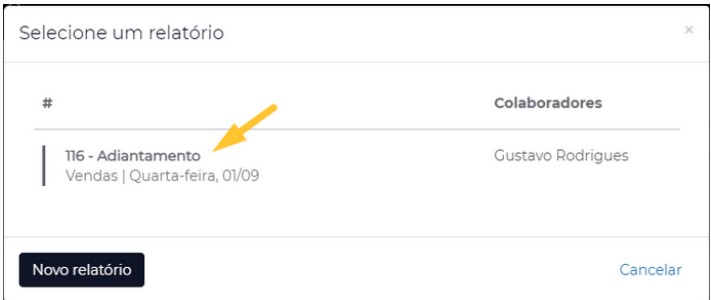 Selecione um relatório ×
# Colaboradores
116 - Adiantamento Gustavo Rodrigues
Vendas | Quarta-feira, 01/09
Novo relatório Cancelar